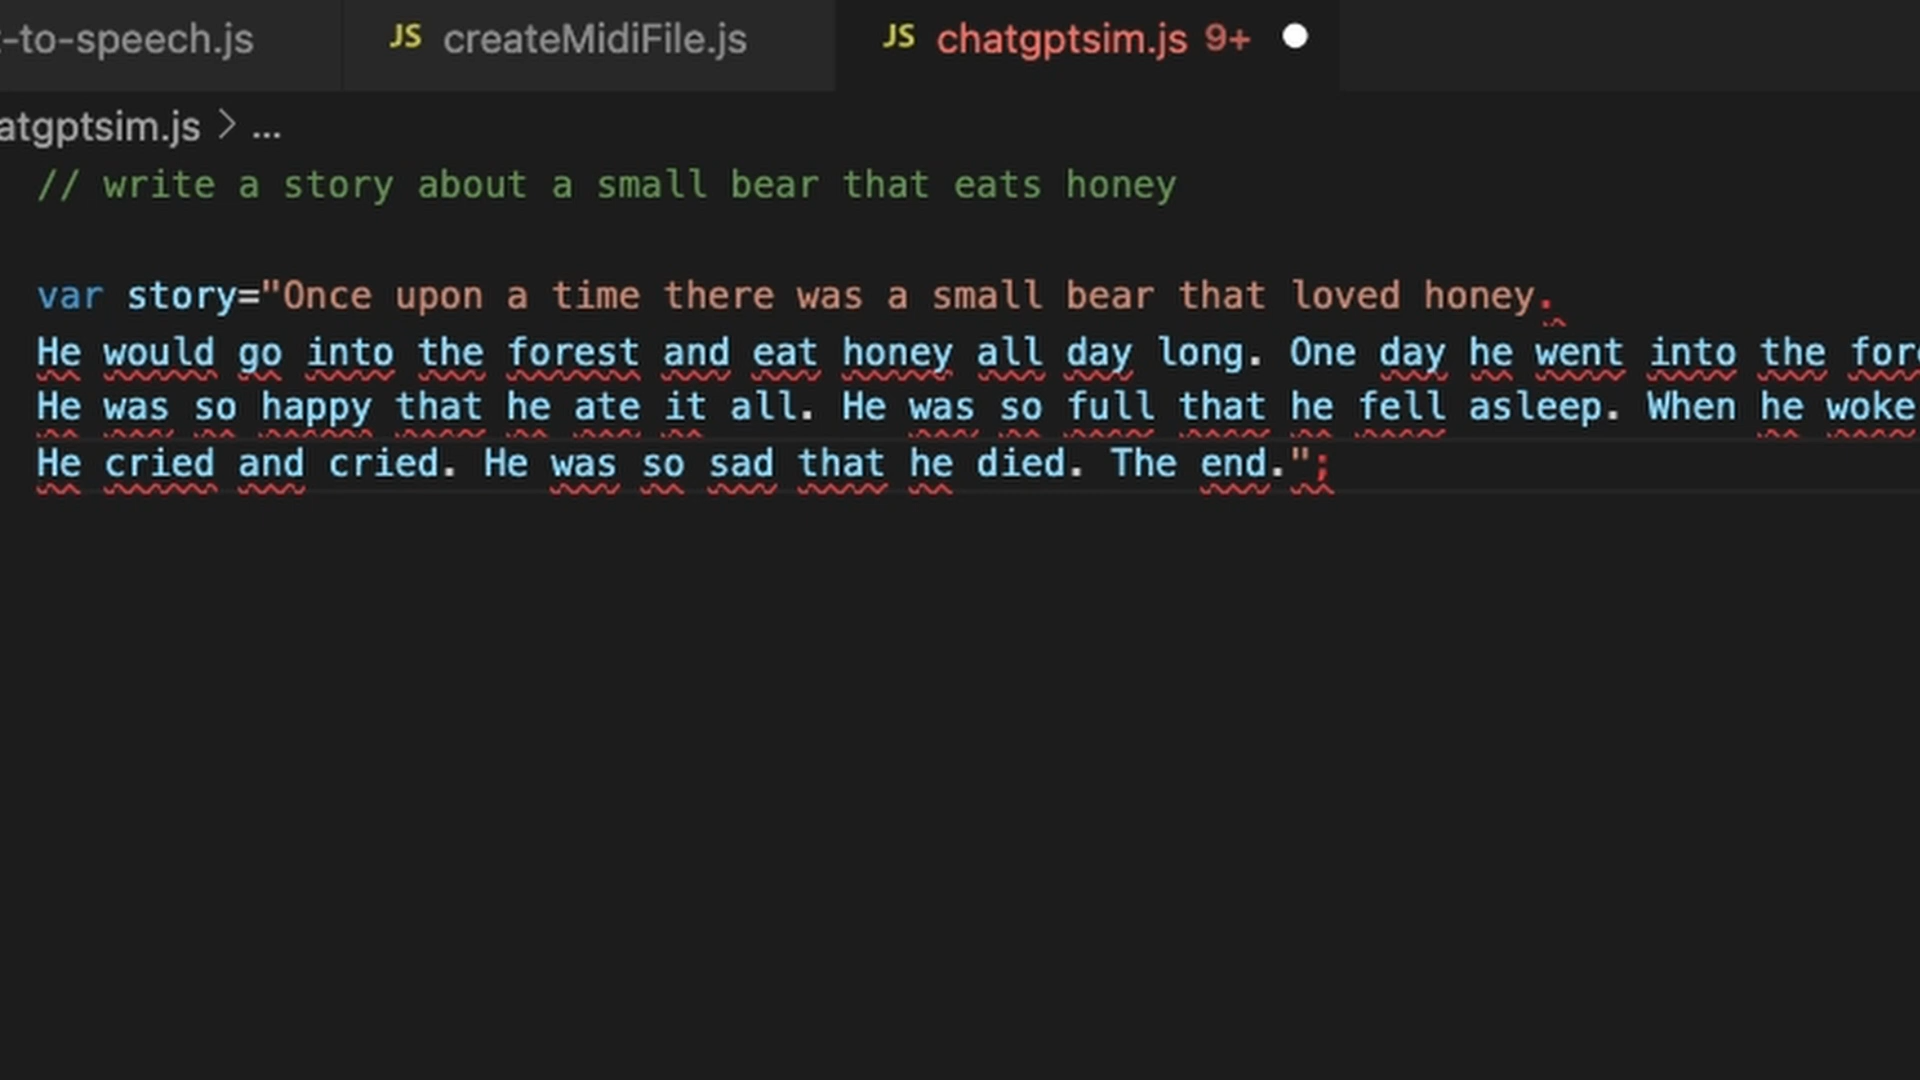 -to-speech.js JS createMidiFile.js JS chatgptsim.js 9+
atgptsim.js > ...
// write a story about a small bear that eats honey
var story="Once upon a time there was a small bear that loved honey.
He would go into the forest and eat honey all day long. One day he went into the
He was so happy that he ate it all. He was so full that he fell asleep. When he woke
He cried and cried. He was so sad that he died. The end.";